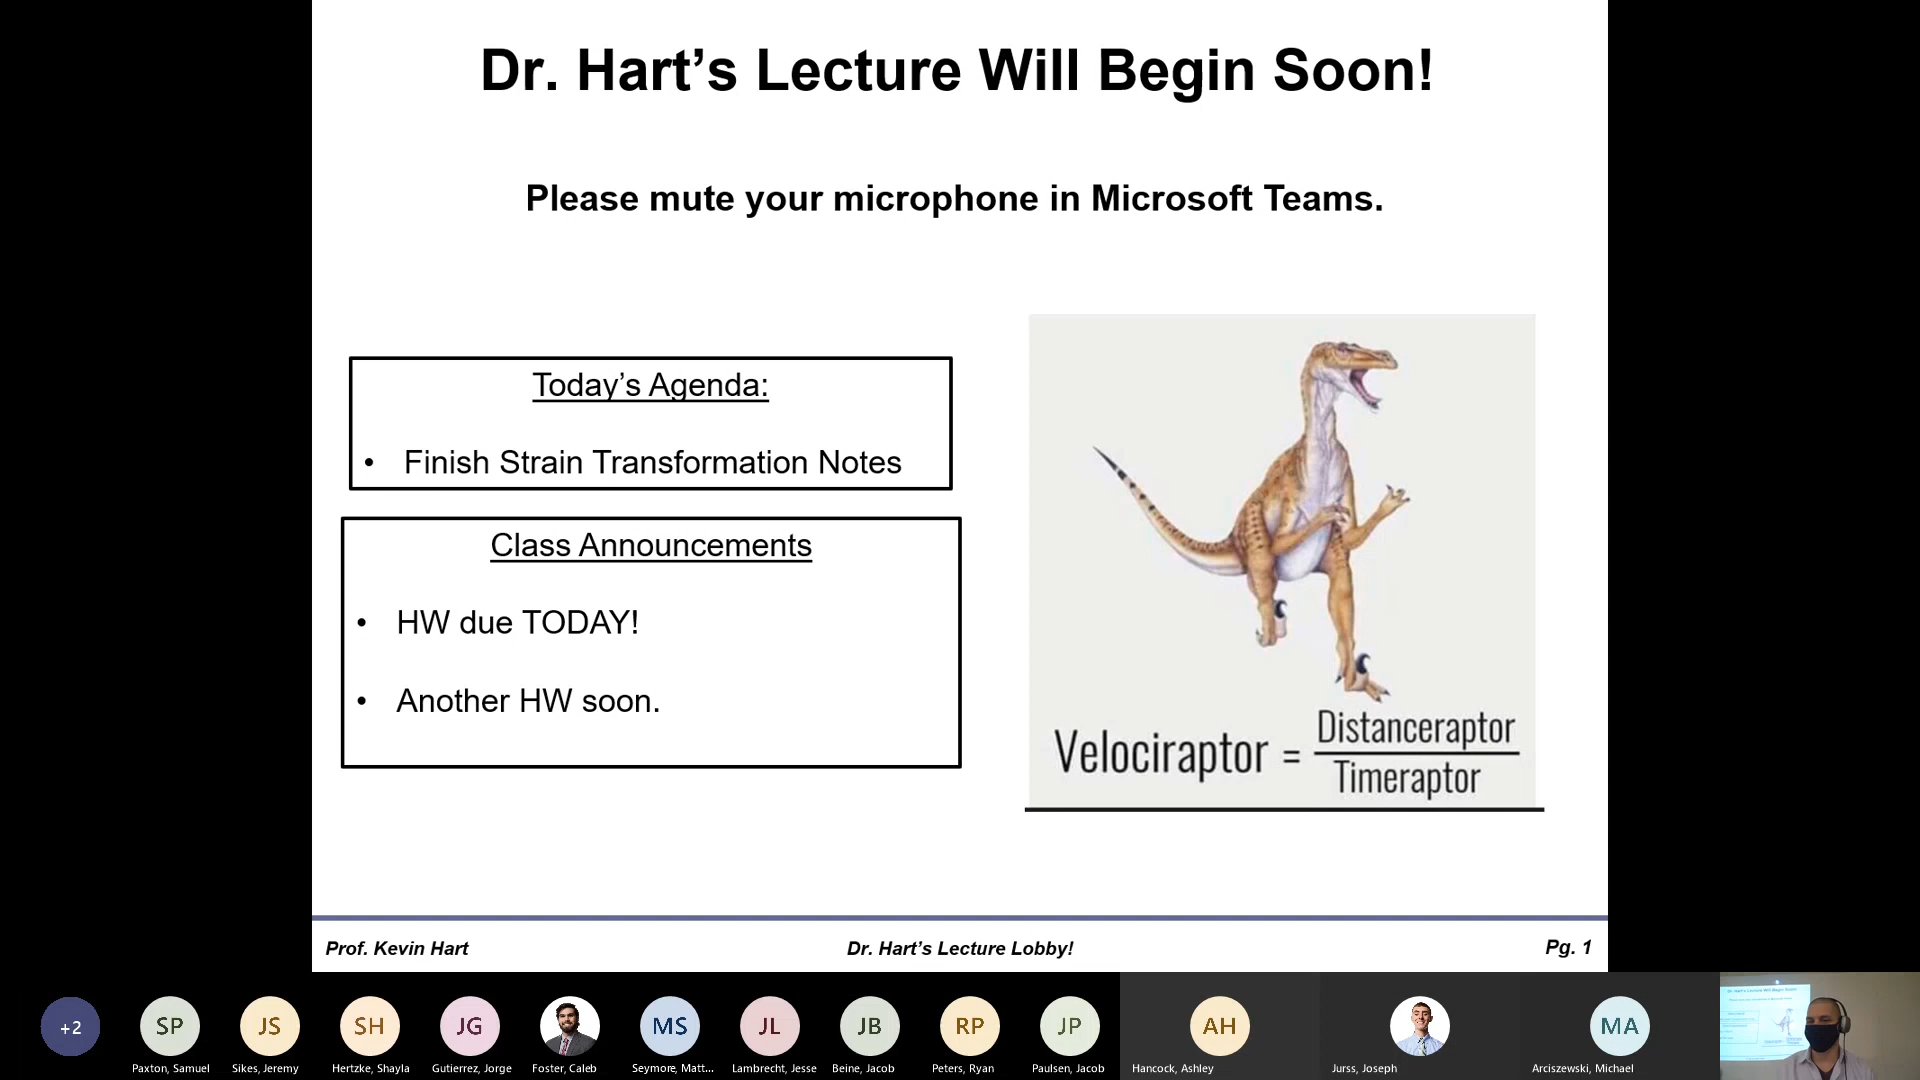 Dr. Hart’s Lecture Will Begin Soon!
Please mute your microphone in Microsoft Teams.
Today’s Agenda:
• Finish Strain Transformation Notes
Class Announcements
• HW due TODAY!
• Another HW soon.
Velociraptor = Distanceraptor
Timeraptor
Prof. Kevin Hart
Dr. Hart’s Lecture Lobby!
Pg. 1
+2
SP
JS
SH
JG
MS
JL
JB
RP
JP
AH
MA
Paxton, Samuel
Sikes, Jeremy
Hertzke, Shayla
Gutierrez, Jorge
Foster, Caleb
Seymore, Matt...
Lambrecht, Jesse
Beine, Jacob
Peters, Ryan
Paulsen, Jacob
Hancock, Ashley
Jurss, Joseph
Arciszewski, Michael